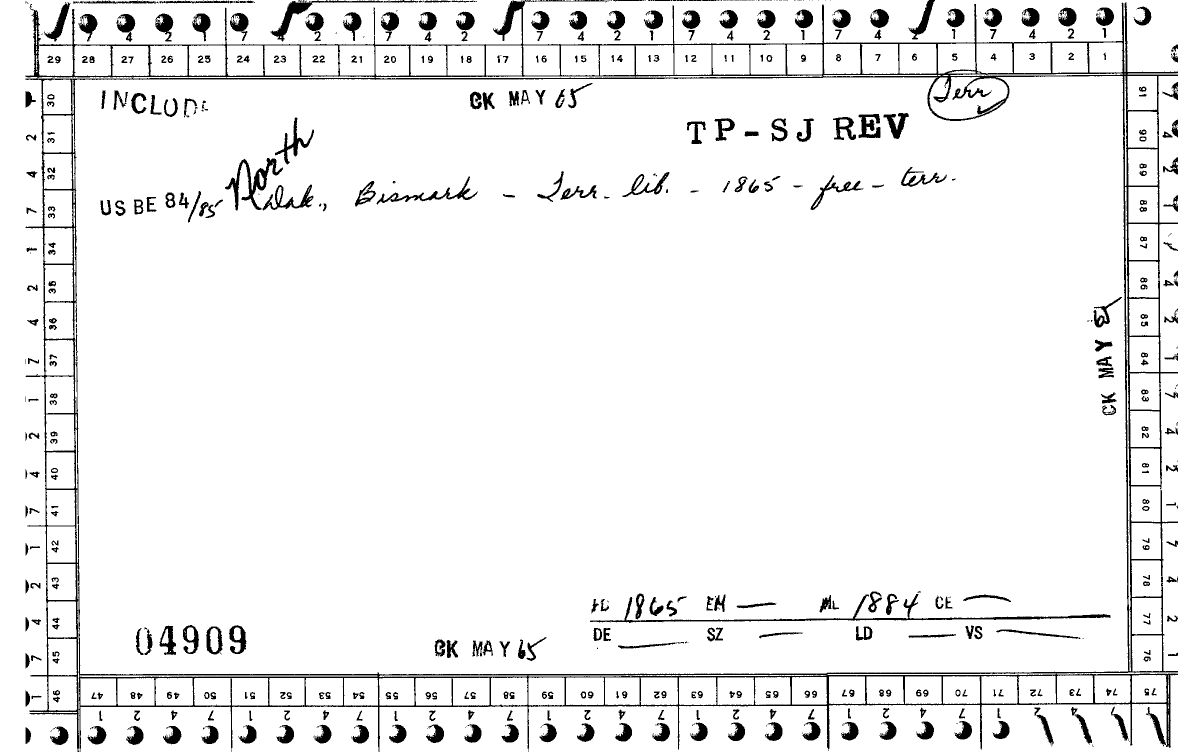 7 4 2 1 7 4 2 1 7 4 2 1 7 4 2 1 7 4 2 1 7 4 2 1 7 4 2 1
29 28 27 26 25 24 23 22 21 20 19 18 17 16 15 14 13 12 11 10 9 8 7 6 5 4 3 2 1
INCLUDE
CK MAY 65
Terr
TP-SJ REV
North
US BE 84/85 Dak., Bismark - Terr. lib. - 1865 - free - terr.
CK MAY 65
1865 EM — ML 1884 CE —
DE — SZ — LD — VS —
04909
CK MAY 65
30 31 32 33 34 35 36 37 38 39 40 41 42 43 44 45 46
91 90 89 88 87 86 85 84 83 82 81 80 79 78 77 76
47 48 49 50 51 52 53 54 55 56 57 58 59 60 61 62 63 64 65 66 67 68 69 70 71 72 73 74 75
1 2 4 7 1 2 4 7 1 2 4 7 1 2 4 7 1 2 4 7 1 2 4 7 1 2 4